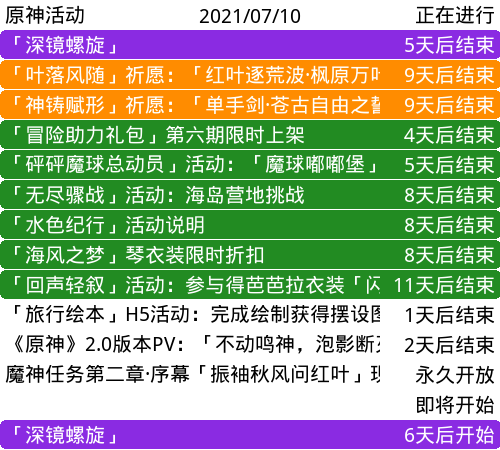 原神活动 2021/07/10 正在进行
「深镜螺旋」 5天后结束
「叶落风随」祈愿：「红叶逐荒波·枫原万叶 9天后结束
「神铸赋形」祈愿：「单手剑·苍古自由之誓 9天后结束
「冒险助力礼包」第六期限时上架 4天后结束
「砰砰魔球总动员」活动：「魔球嘟嘟堡」 5天后结束
「无尽骤战」活动：海岛营地挑战 8天后结束
「水色纪行」活动说明 8天后结束
「海风之梦」琴衣装限时折扣 8天后结束
「回声轻叙」活动：参与得芭芭拉衣装「闪 11天后结束
「旅行绘本」H5活动：完成绘制获得摆设图 1天后结束
《原神》2.0版本PV：「不动鸣神，泡影断灭 2天后结束
魔神任务第二章·序幕「振袖秋风问红叶」现 永久开放
即将开始
「深镜螺旋」 6天后开始